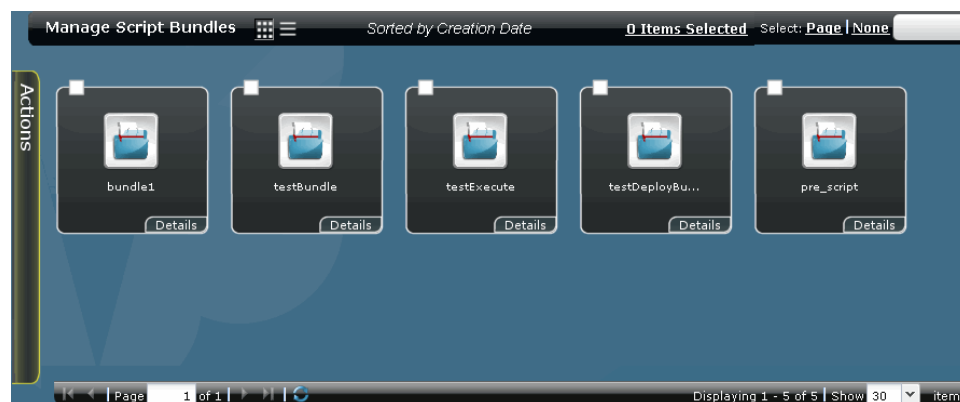 Manage Script Bundles Sorted by Creation Date 0 Items Selected Select: Page | None
Actions
bundle1 testBundle testExecute testDeployBu... pre_script
Details Details Details Details Details
Page 1 of 1 Displaying 1 - 5 of 5 Show 30 item